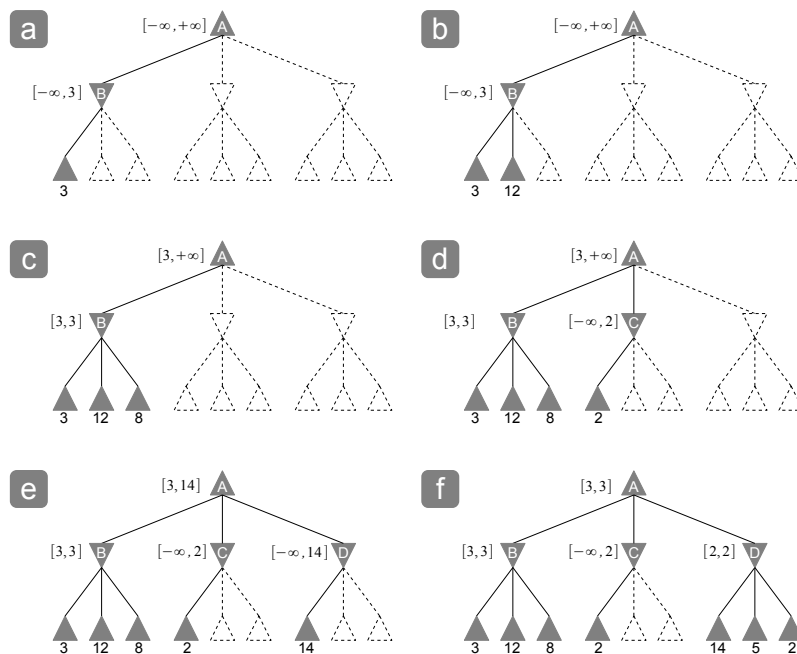 a b
[−∞,+∞] A [−∞,+∞] A
[−∞,3] B [−∞,3] B
3 3 12
c d
[3,+∞] A [3,+∞] A
[3,3] B [3,3] B [−∞,2] C
3 12 8 3 12 8 2
e f
[3,14] A [3,3] A
[3,3] B [−∞,2] C [−∞,14] D [3,3] B [−∞,2] C [2,2] D
3 12 8 2 14 3 12 8 2 14 5 2